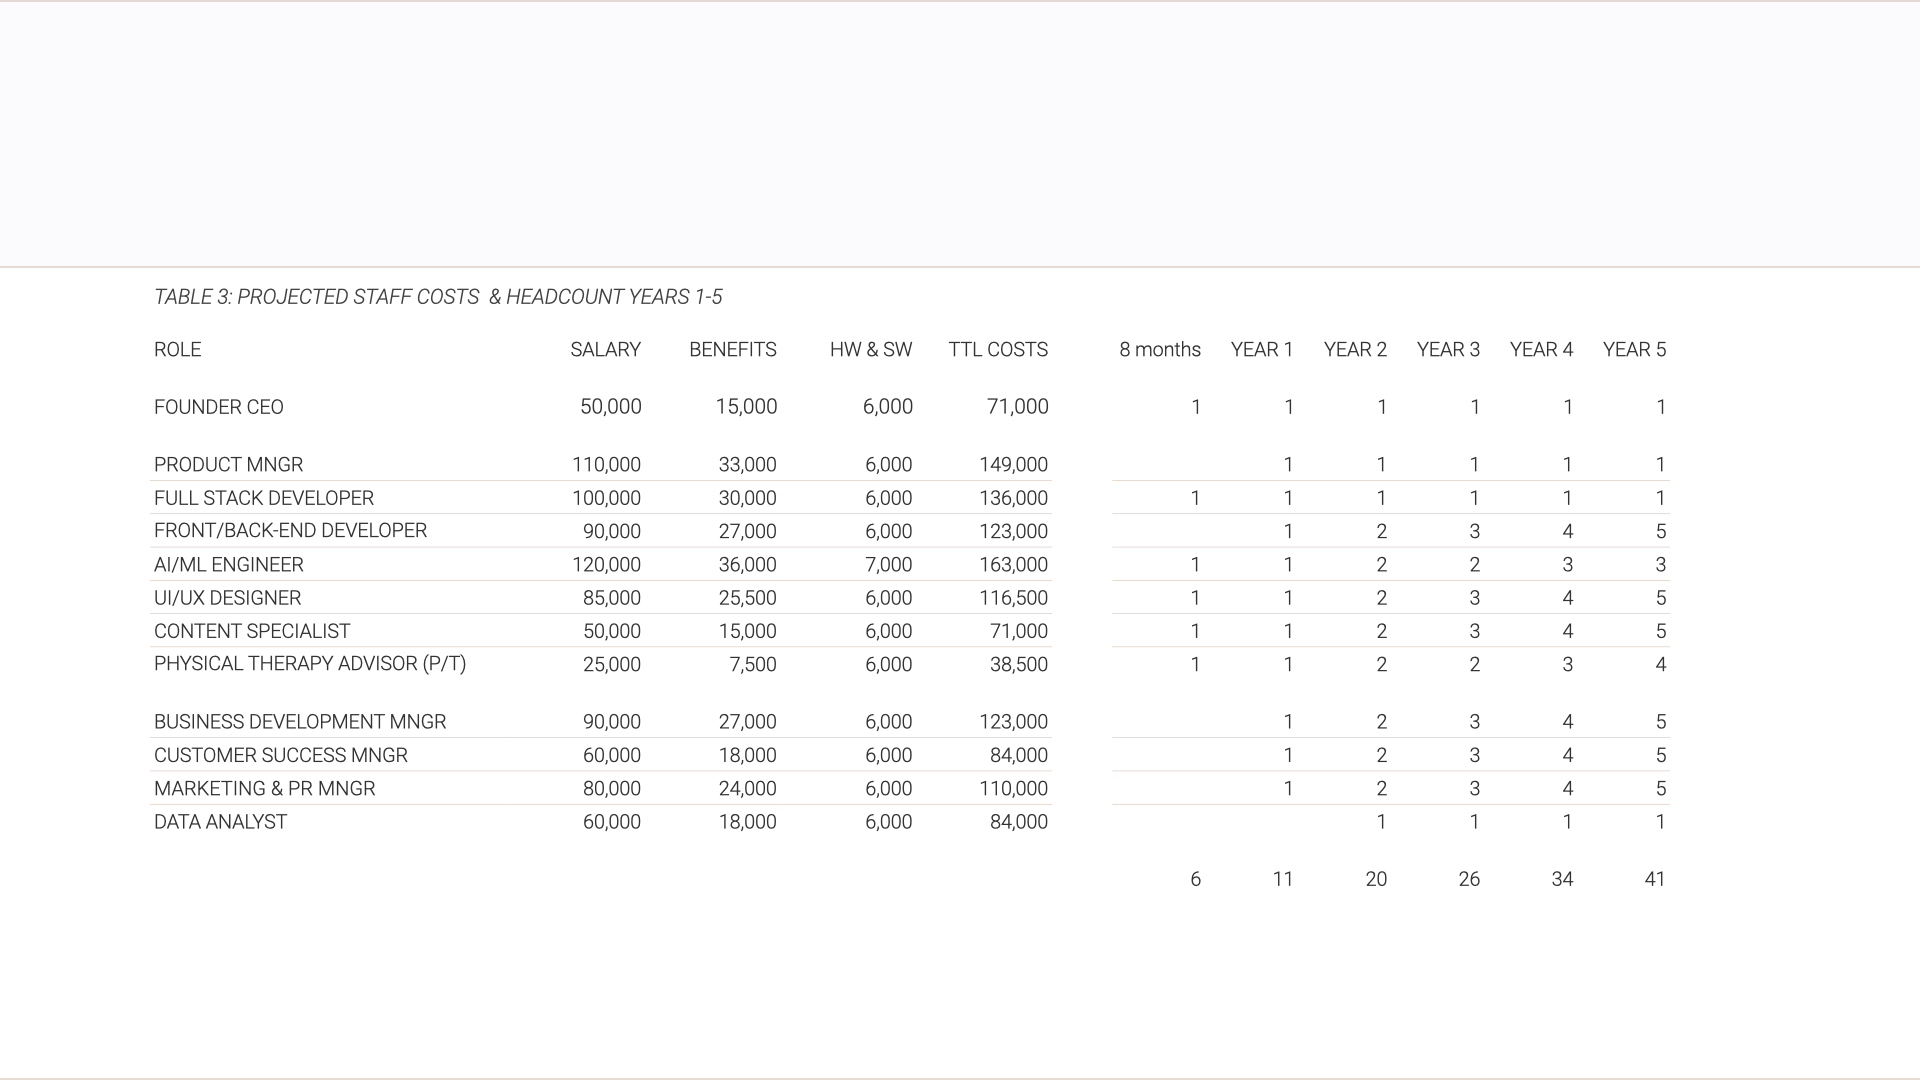 TABLE 3: PROJECTED STAFF COSTS & HEADCOUNT YEARS 1-5
ROLE SALARY BENEFITS HW & SW TTL COSTS 8 months YEAR 1 YEAR 2 YEAR 3 YEAR 4 YEAR 5
FOUNDER CEO 50,000 15,000 6,000 71,000 1 1 1 1 1 1
PRODUCT MNGR 110,000 33,000 6,000 149,000 1 1 1 1 1
FULL STACK DEVELOPER 100,000 30,000 6,000 136,000 1 1 1 1 1 1
FRONT/BACK-END DEVELOPER 90,000 27,000 6,000 123,000 1 2 3 4 5
AI/ML ENGINEER 120,000 36,000 7,000 163,000 1 1 2 2 3 3
UI/UX DESIGNER 85,000 25,500 6,000 116,500 1 1 2 3 4 5
CONTENT SPECIALIST 50,000 15,000 6,000 71,000 1 1 2 3 4 5
PHYSICAL THERAPY ADVISOR (P/T) 25,000 7,500 6,000 38,500 1 1 2 2 3 4
BUSINESS DEVELOPMENT MNGR 90,000 27,000 6,000 123,000 1 2 3 4 5
CUSTOMER SUCCESS MNGR 60,000 18,000 6,000 84,000 1 2 3 4 5
MARKETING & PR MNGR 80,000 24,000 6,000 110,000 1 2 3 4 5
DATA ANALYST 60,000 18,000 6,000 84,000 1 1 1 1
6 11 20 26 34 41